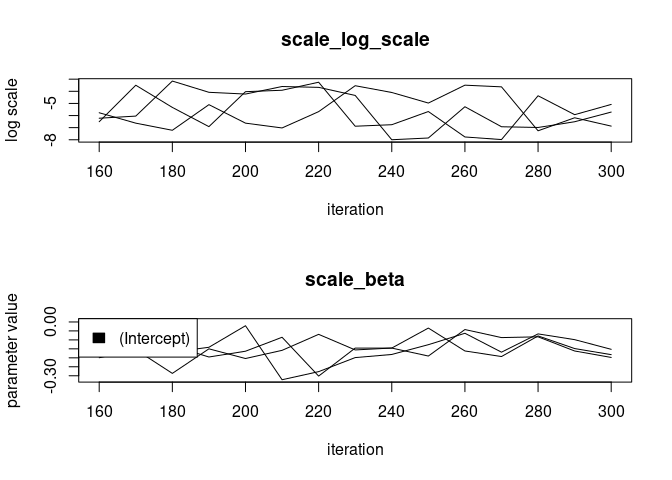 scale_log_scale
log scale
-5
-8
160 180 200 220 240 260 280 300
iteration
scale_beta
parameter value
0.00
-0.30
(Intercept)
160 180 200 220 240 260 280 300
iteration